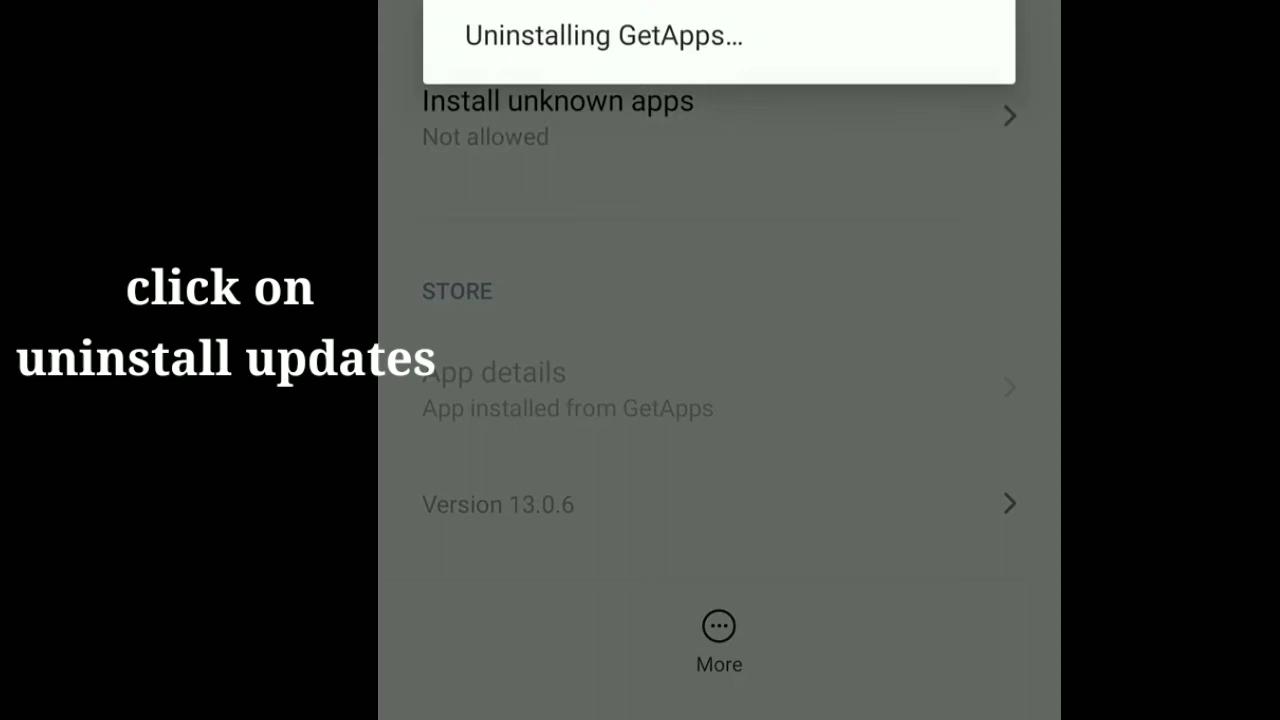 Uninstalling GetApps…
Install unknown apps
Not allowed
click on
uninstall updates
STORE
App details
App installed from GetApps
Version 13.0.6
More